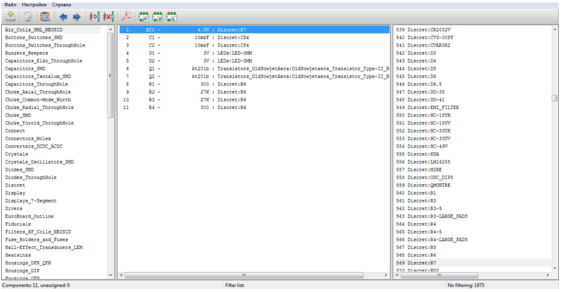 Файл Настройки Справка
Air_Coils_SML_NEOSID
Buttons_Switches_SMD
Buttons_Switches_ThroughHole
Buzzers_Beepers
Capacitors_Elko_ThroughHole
Capacitors_SMD
Capacitors_Tantalum_SMD
Capacitors_ThroughHole
Choke_Axial_ThroughHole
Choke_Common-Mode_Wurth
Choke_Radial_ThroughHole
Choke_SMD
Choke_Toroid_ThroughHole
Connect
Connectors_Molex
Converters_DCDC_ACDC
Crystals
Crystals_Oscillators_SMD
Diodes_SMD
Diodes_ThroughHole
Discret
Display
Displays_7-Segment
Divers
EuroBoard_Outline
Fiducials
Filters_HF_Coils_NEOSID
Fuse_Holders_and_Fuses
Hall-Effect_Transducers_LEM
Heatsinks
Housings_DFN_QFN
Housings_DIP
Housings_QFN
1 BT1 - 4.5V : Discret:R7
2 C1 - 10mkF : Discret:CP4
3 C2 - 10mkF : Discret:CP4
4 D1 - 3V : LEDs:LED-5MM
5 D2 - 3V : LEDs:LED-5MM
6 Q1 - kt201b : Transistors_OldSowjetAera:OldSowjetaera_Transistor_Type-II_B
7 Q2 - kt201b : Transistors_OldSowjetAera:OldSowjetaera_Transistor_Type-II_B
8 R1 - 300 : Discret:R4
9 R2 - 27K : Discret:R4
10 R3 - 27K : Discret:R4
11 R4 - 300 : Discret:R4
539 Discret:CR2032V
540 Discret:CV3-30PF
541 Discret:CVARSR2
542 Discret:D3
543 Discret:D4
544 Discret:D5
545 Discret:D6
546 Discret:D6.5
547 Discret:DO-35
548 Discret:DO-41
549 Discret:EMI_FILTER
550 Discret:HC-18UH
551 Discret:HC-18UV
552 Discret:HC-33UH
553 Discret:HC-33UV
554 Discret:HC-49V
555 Discret:KSA
556 Discret:LM16255
557 Discret:MIRE
558 Discret:OSC_DIP8
559 Discret:QMONTRE
560 Discret:R1
561 Discret:R3
562 Discret:R3-5
563 Discret:R3-LARGE_PADS
564 Discret:R4
565 Discret:R4-5
566 Discret:R4-LARGE_PADS
567 Discret:R5
568 Discret:R6
569 Discret:R7
570 Discret:RV2
Components: 11, unassigned: 0 Filter list: No filtering: 1975